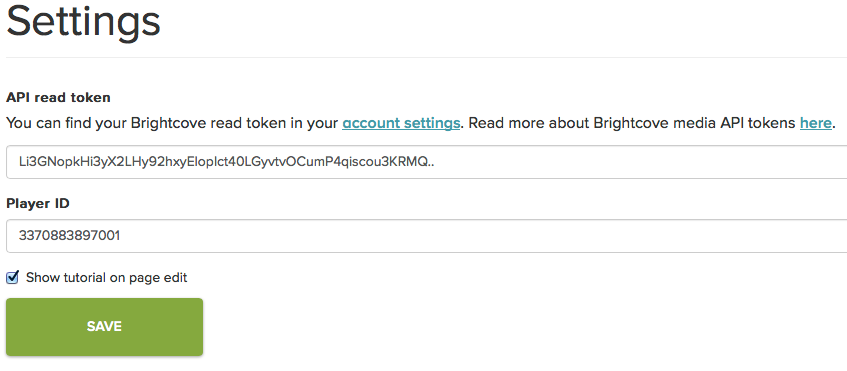 Settings
API read token
You can find your Brightcove read token in your account settings. Read more about Brightcove media API tokens here.
Li3GNopkHi3yX2LHy92hxyEloplct40LGyvtvOCumP4qiscou3KRMQ..
Player ID
3370883897001
Show tutorial on page edit
SAVE